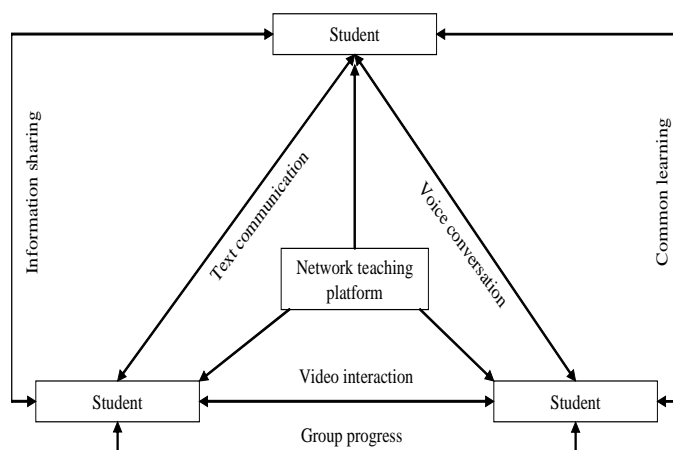 Student
Information sharing
Text communication
Voice conversation
Common learning
Network teaching
platform
Video interaction
Student
Student
Group progress